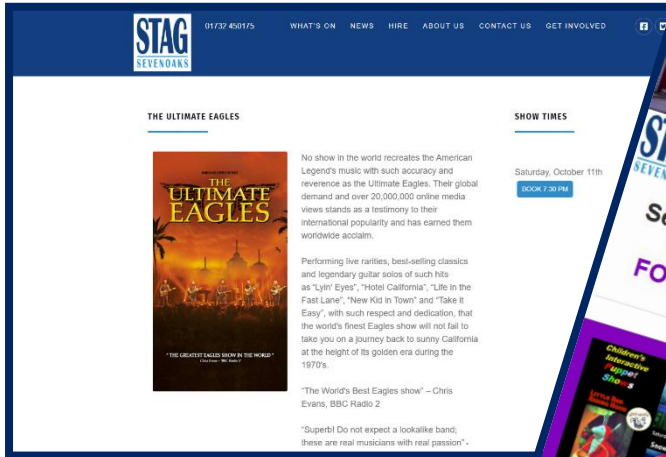 STAG
SEVENOAKS
01732 450175
WHAT'S ON NEWS HIRE ABOUT US CONTACT US GET INVOLVED
THE ULTIMATE EAGLES
SHOW TIMES
THE
ULTIMATE
EAGLES
"THE GREATEST EAGLES SHOW IN THE WORLD"
Chris Evans - BBC Radio 2
No show in the world recreates the American
Legend's music with such accuracy and
reverence as the Ultimate Eagles. Their global
demand and over 20,000,000 online media
views stands as a testimony to their
international popularity and has earned them
worldwide acclaim.
Performing live rarities, best-selling classics
and legendary guitar solos of such hits
as "Lyin' Eyes", "Hotel California", "Life in the
Fast Lane", "New Kid in Town" and "Take it
Easy", with such respect and dedication, that
the world's finest Eagles show will not fail to
take you on a journey back to sunny California
at the height of its golden era during the
1970's.
"The World's Best Eagles show" – Chris
Evans, BBC Radio 2
"Superb! Do not expect a lookalike band;
these are real musicians with real passion" -
Saturday, October 11th
BOOK 7.30 PM
FO
Children's
Interactive
Puppet
Shows
LITTLE RED
RIDING HOOD